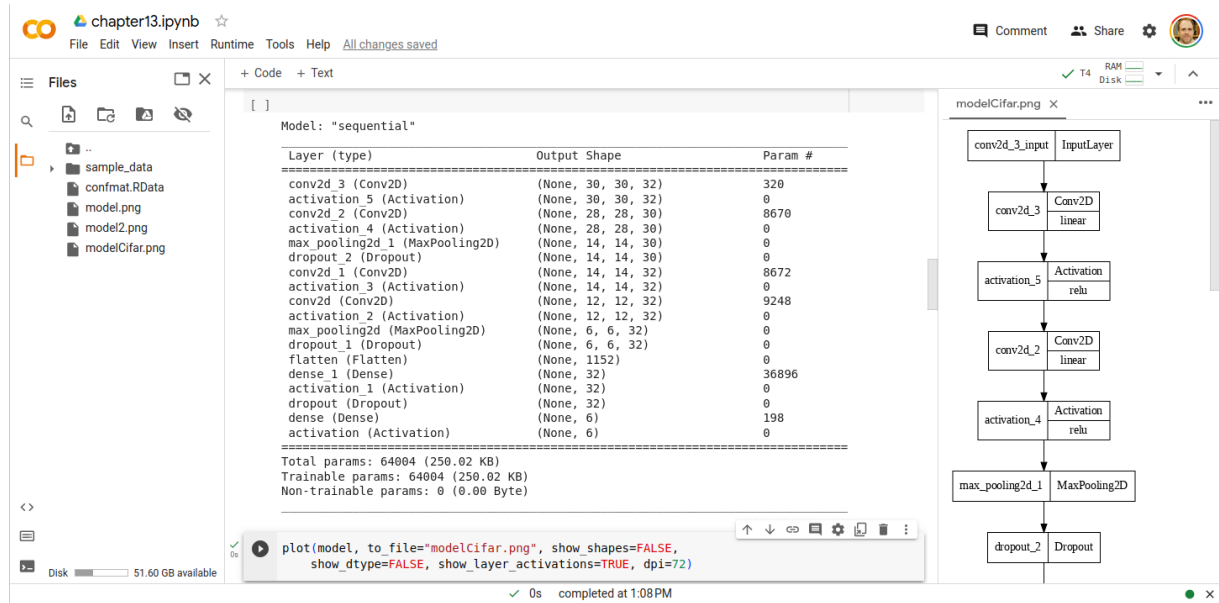 chapter13.ipynb
File Edit View Insert Runtime Tools Help All changes saved
Comment
Share
Files
..
sample_data
confmat.RData
model.png
model2.png
modelCifar.png
Disk
51.60 GB available
+ Code + Text
T4
RAM
Disk
[ ]
Model: "sequential"
Layer (type) Output Shape Param #
conv2d_3 (Conv2D) (None, 30, 30, 32) 320
activation_5 (Activation) (None, 30, 30, 32) 0
conv2d_2 (Conv2D) (None, 28, 28, 30) 8670
activation_4 (Activation) (None, 28, 28, 30) 0
max_pooling2d_1 (MaxPooling2D) (None, 14, 14, 30) 0
dropout_2 (Dropout) (None, 14, 14, 30) 0
conv2d_1 (Conv2D) (None, 14, 14, 32) 8672
activation_3 (Activation) (None, 14, 14, 32) 0
conv2d (Conv2D) (None, 12, 12, 32) 9248
activation_2 (Activation) (None, 12, 12, 32) 0
max_pooling2d (MaxPooling2D) (None, 6, 6, 32) 0
dropout_1 (Dropout) (None, 6, 6, 32) 0
flatten (Flatten) (None, 1152) 0
dense_1 (Dense) (None, 32) 36896
activation_1 (Activation) (None, 32) 0
dropout (Dropout) (None, 32) 0
dense (Dense) (None, 6) 198
activation (Activation) (None, 6) 0
Total params: 64004 (250.02 KB)
Trainable params: 64004 (250.02 KB)
Non-trainable params: 0 (0.00 Byte)
0s
plot(model, to_file="modelCifar.png", show_shapes=FALSE,
show_dtype=FALSE, show_layer_activations=TRUE, dpi=72)
modelCifar.png
conv2d_3_input InputLayer
conv2d_3 Conv2D
linear
activation_5 Activation
relu
conv2d_2 Conv2D
linear
activation_4 Activation
relu
max_pooling2d_1 MaxPooling2D
dropout_2 Dropout
0s completed at 1:08 PM